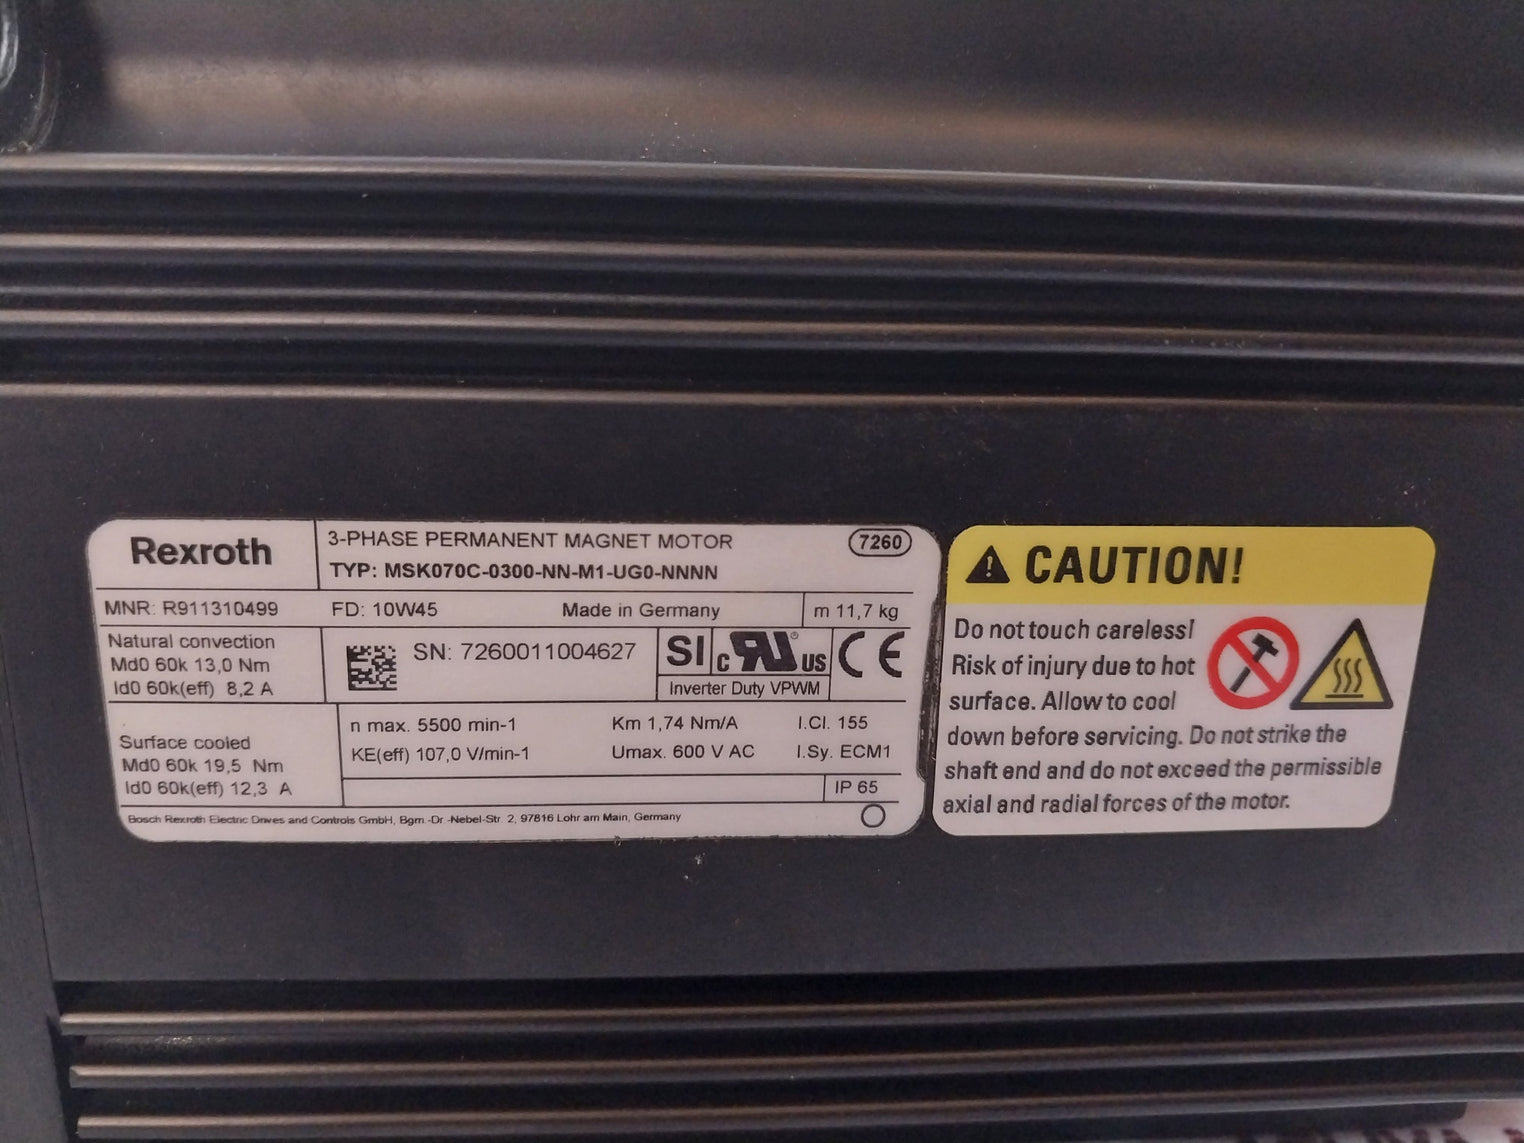 Rexroth
3-PHASE PERMANENT MAGNET MOTOR
7260
TYP: MSK070C-0300-NN-M1-UG0-NNNN
MNR: R911310499
FD: 10W45
Made in Germany
m 11,7 kg
Natural convection
Md0 60k 13,0 Nm
Id0 60k(eff) 8,2 A
SN: 7260011004627
SI
c RU ® US
CE
Inverter Duty VPWM
Surface cooled
Md0 60k 19,5 Nm
Id0 60k(eff) 12,3 A
n max. 5500 min-1
Km 1,74 Nm/A
I.Cl. 155
KE(eff) 107,0 V/min-1
Umax. 600 V AC
I.Sy. ECM1
IP 65
Bosch Rexroth Electric Drives and Controls GmbH, Bgm.-Dr.-Nebel-Str. 2, 97816 Lohr am Main, Germany
CAUTION!
Do not touch careless!
Risk of injury due to hot
surface. Allow to cool
down before servicing. Do not strike the
shaft end and do not exceed the permissible
axial and radial forces of the motor.